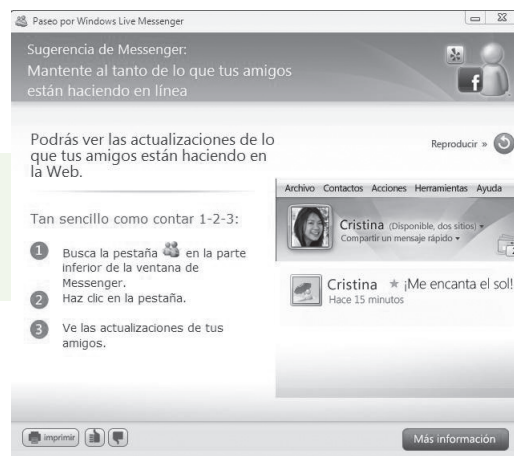 Paseo por Windows Live Messenger
Sugerencia de Messenger:
Mantente al tanto de lo que tus amigos
están haciendo en línea
Podrás ver las actualizaciones de lo
que tus amigos están haciendo en
la Web.
Tan sencillo como contar 1-2-3:
1 Busca la pestaña en la parte
inferior de la ventana de
Messenger.
2 Haz clic en la pestaña.
3 Ve las actualizaciones de tus
amigos.
Reproducir »
Archivo Contactos Acciones Herramientas Ayuda
Cristina (Disponible, dos sitios)
Compartir un mensaje rápido
Cristina ¡Me encanta el sol!
Hace 15 minutos
imprimir
Más información